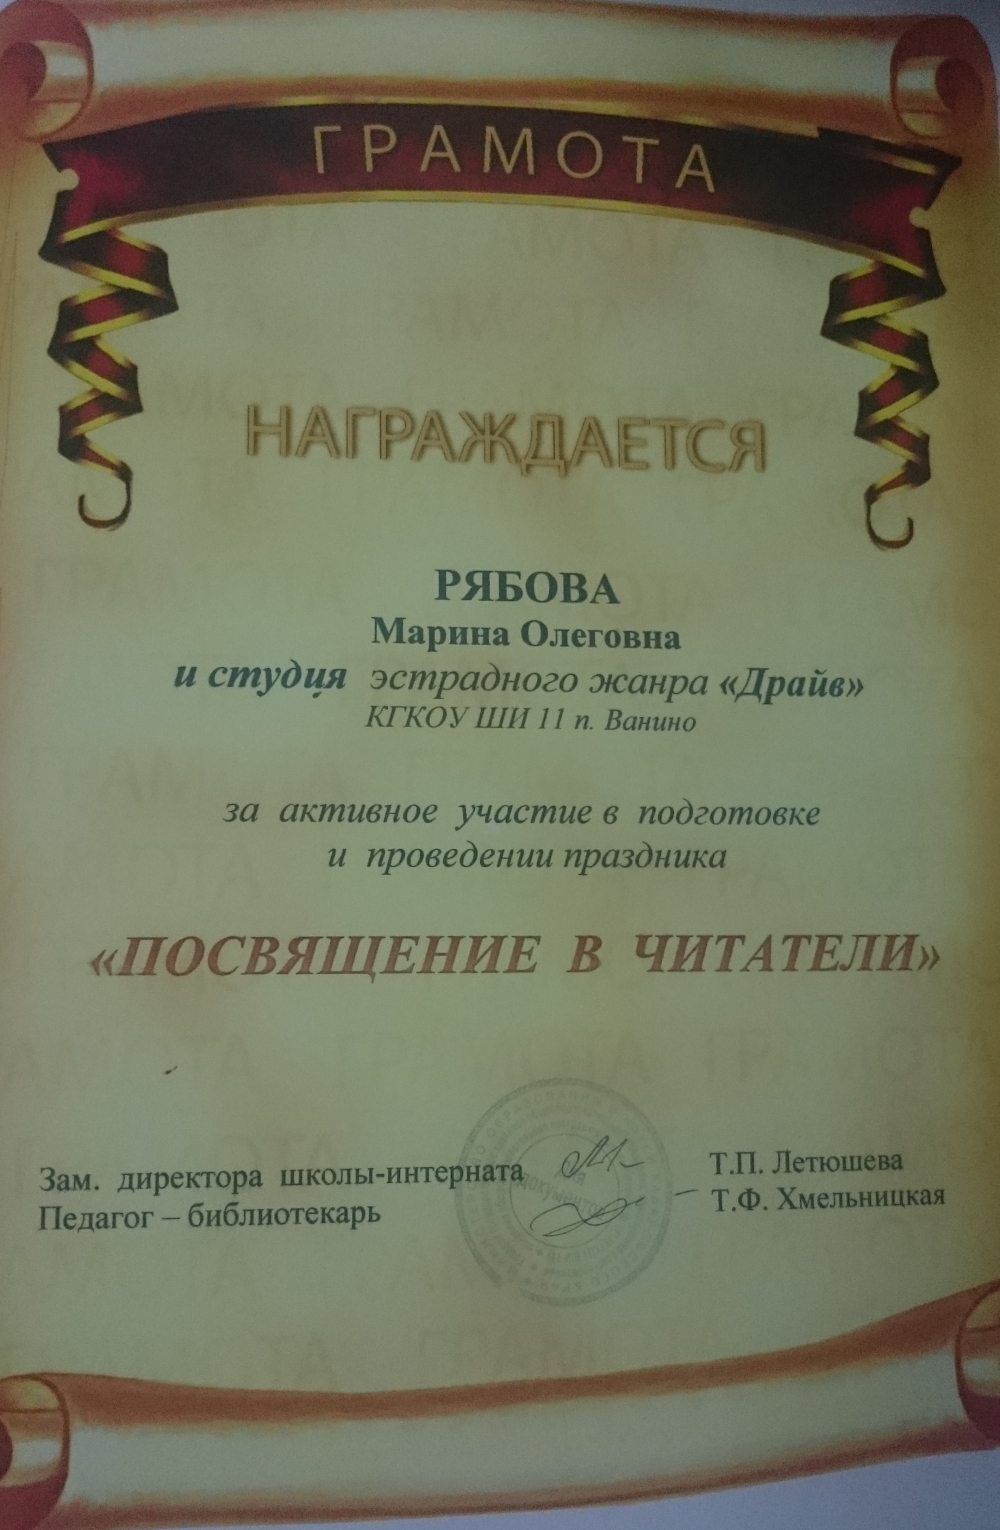 ГРАМОТА
НАГРАЖДАЕТСЯ
РЯБОВА
Марина Олеговна
и студия эстрадного жанра «Драйв»
КГКОУ ШИ 11 п. Ванино
за активное участие в подготовке
и проведении праздника
«ПОСВЯЩЕНИЕ В ЧИТАТЕЛИ»
Зам. директора школы-интерната Т.П. Летюшева
Педагог – библиотекарь Т.Ф. Хмельницкая